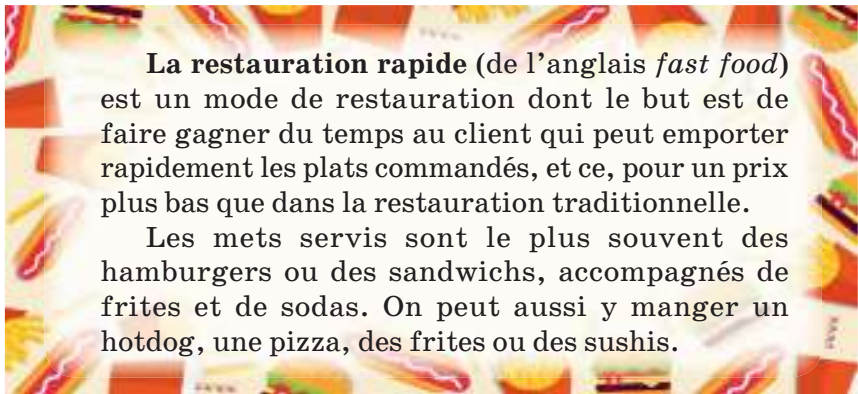 La restauration rapide (de l'anglais fast food)
est un mode de restauration dont le but est de
faire gagner du temps au client qui peut emporter
rapidement les plats commandés, et ce, pour un prix
plus bas que dans la restauration traditionnelle.
Les mets servis sont le plus souvent des
hamburgers ou des sandwichs, accompagnés de
frites et de sodas. On peut aussi y manger un
hotdog, une pizza, des frites ou des sushis.